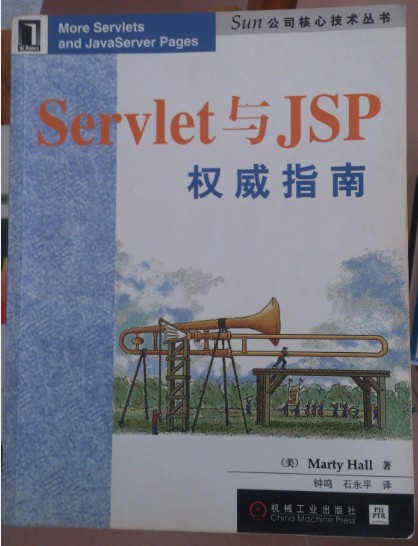 More Servlets
and JavaServer Pages
Sun 公司核心技术丛书
Servlet与JSP
权威指南
（美） Marty Hall 著
钟鸣 石永平 译
机械工业出版社
China Machine Press
PH
PTR